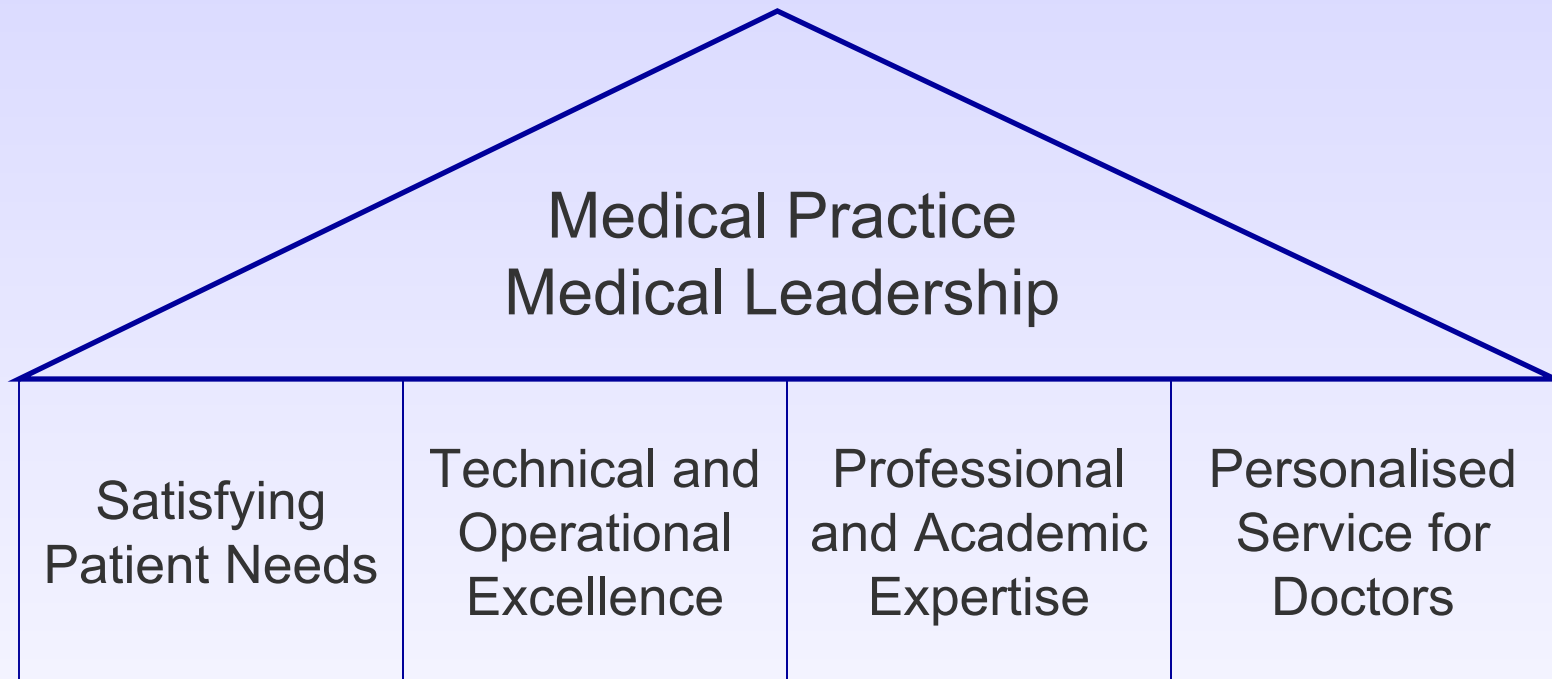 Medical Practice
Medical Leadership
Satisfying
Patient Needs
Technical and
Operational
Excellence
Professional
and Academic
Expertise
Personalised
Service for
Doctors